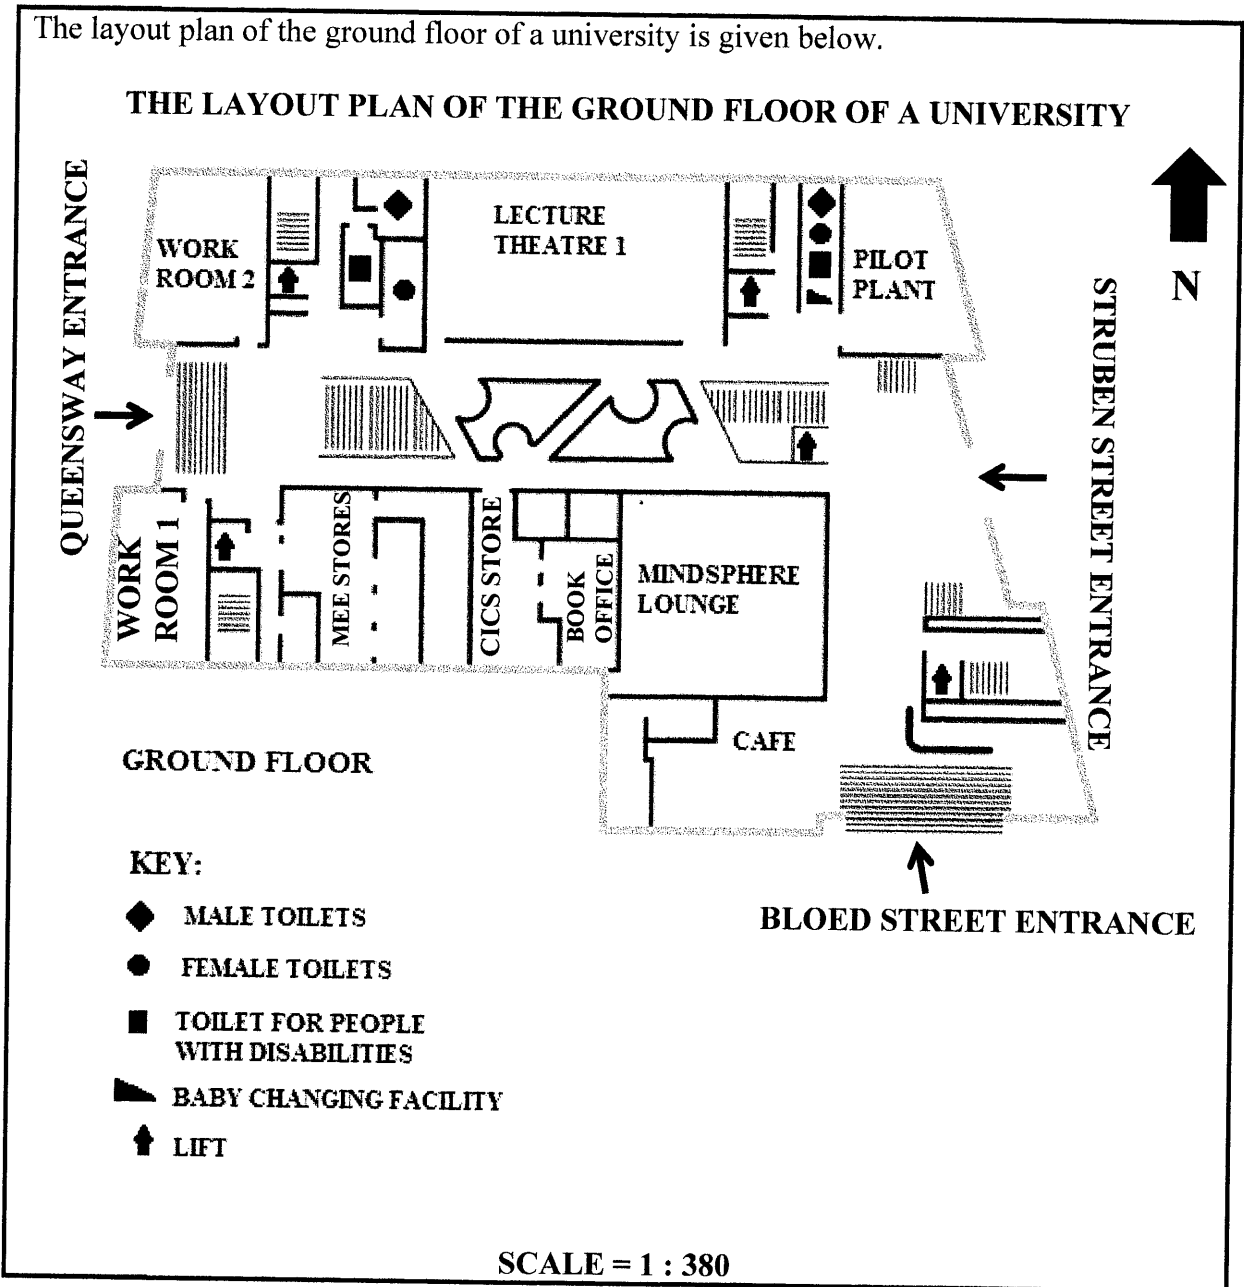 The layout plan of the ground floor of a university is given below.
THE LAYOUT PLAN OF THE GROUND FLOOR OF A UNIVERSITY
QUEENSWAY ENTRANCE
WORK
ROOM 2
LECTURE
THEATRE 1
PILOT
PLANT
N
STRUBEN STREET ENTRANCE
WORK
ROOM 1
MEE STORES
CICS STORE
BOOK
OFFICE
MINDSPHERE
LOUNGE
CAFE
GROUND FLOOR
BLOED STREET ENTRANCE
KEY:
MALE TOILETS
FEMALE TOILETS
TOILET FOR PEOPLE
WITH DISABILITIES
BABY CHANGING FACILITY
LIFT
SCALE = 1 : 380